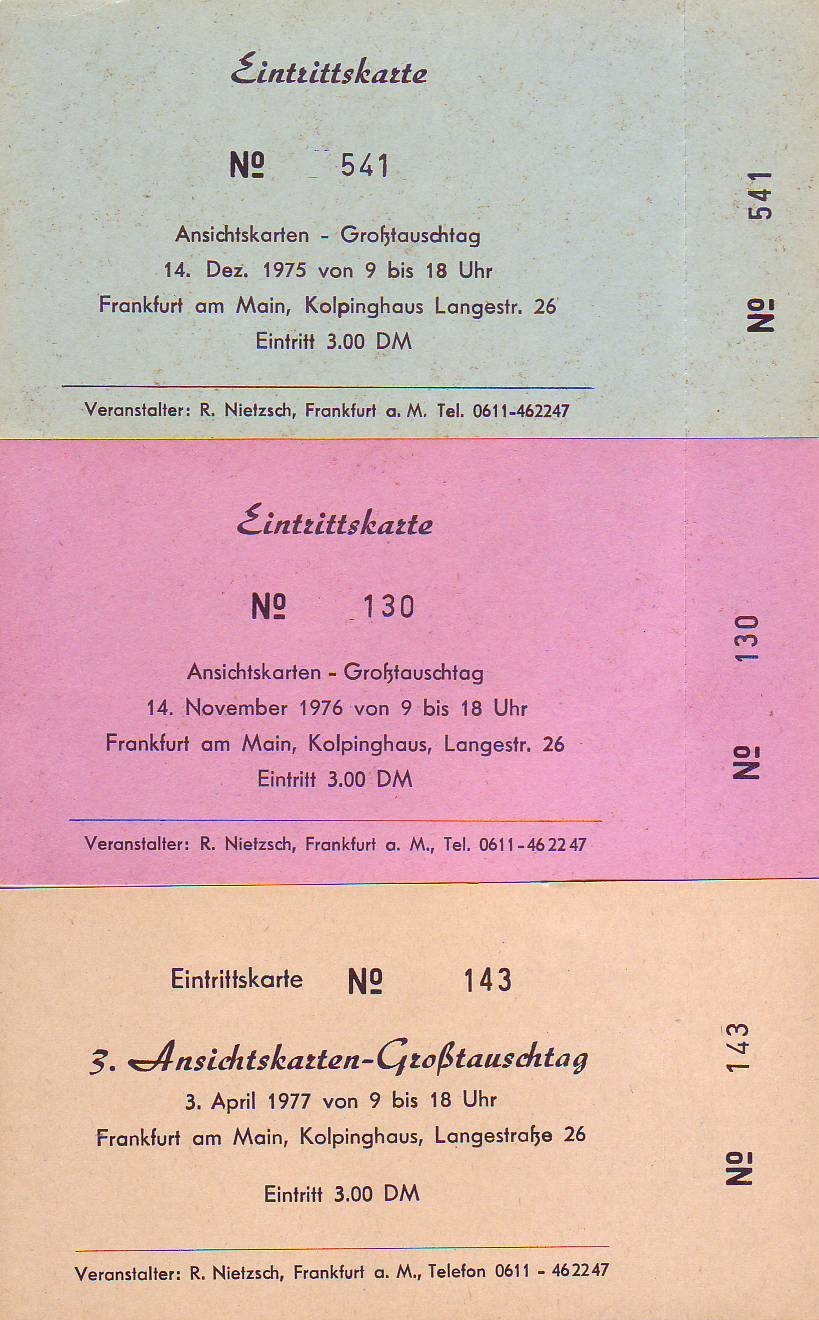 Eintrittskarte
Nº 541
Ansichtskarten - Großtauschtag
14. Dez. 1975 von 9 bis 18 Uhr
Frankfurt am Main, Kolpinghaus Langestr. 26
Eintritt 3.00 DM
Veranstalter: R. Nietzsch, Frankfurt a. M. Tel. 0611-462247
Nº 541
Eintrittskarte
Nº 130
Ansichtskarten - Großtauschtag
14. November 1976 von 9 bis 18 Uhr
Frankfurt am Main, Kolpinghaus, Langestr. 26
Eintritt 3.00 DM
Veranstalter: R. Nietzsch, Frankfurt a. M., Tel. 0611-46 22 47
Nº 130
Eintrittskarte Nº 143
3. Ansichtskarten-Großtauschtag
3. April 1977 von 9 bis 18 Uhr
Frankfurt am Main, Kolpinghaus, Langestraße 26
Eintritt 3.00 DM
Veranstalter: R. Nietzsch, Frankfurt a. M., Telefon 0611 - 46 22 47
Nº 143